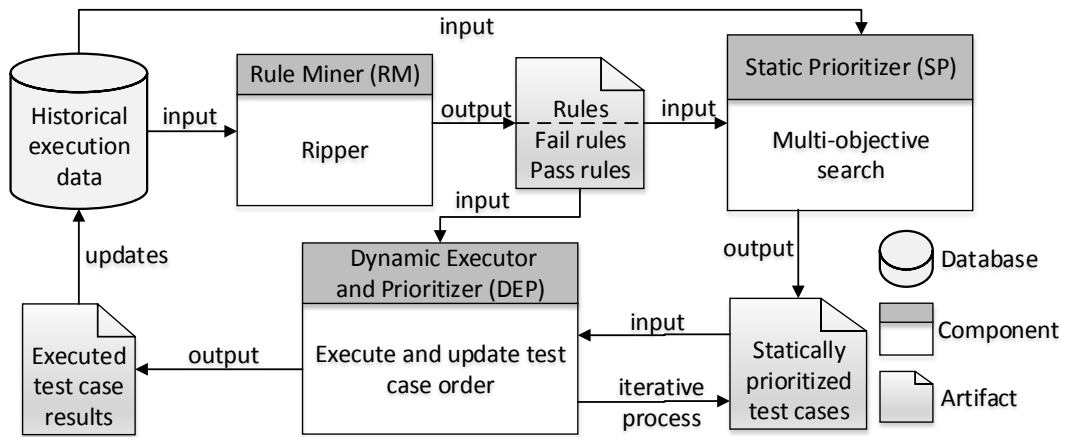 input
Historical
execution
data
input
Rule Miner (RM)
Ripper
output
Rules
Fail rules
Pass rules
input
Static Prioritizer (SP)
Multi-objective
search
input
updates
Dynamic Executor
and Prioritizer (DEP)
Execute and update test
case order
output
Executed
test case
results
output
input
iterative
process
Statically
prioritized
test cases
Database
Component
Artifact